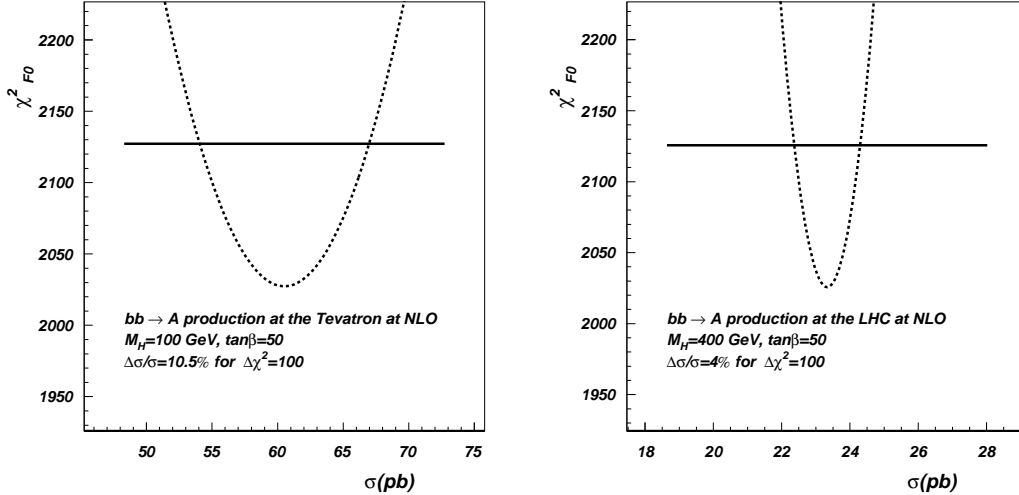 2200
2150
2100
2050
2000
1950
χ² F0
50 55 60 65 70 75
σ(pb)
bb → A production at the Tevatron at NLO
M_H=100 GeV, tanβ=50
Δσ/σ=10.5% for Δχ²=100
2200
2150
2100
2050
2000
1950
χ² F0
18 20 22 24 26 28
σ(pb)
bb → A production at the LHC at NLO
M_H=400 GeV, tanβ=50
Δσ/σ=4% for Δχ²=100